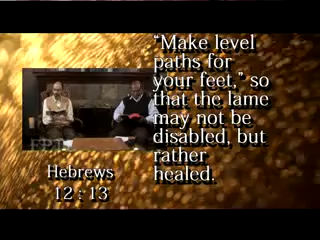 “Make level
paths for
your feet,” so
that the lame
may not be
disabled, but
rather
healed.
Hebrews
12 : 13